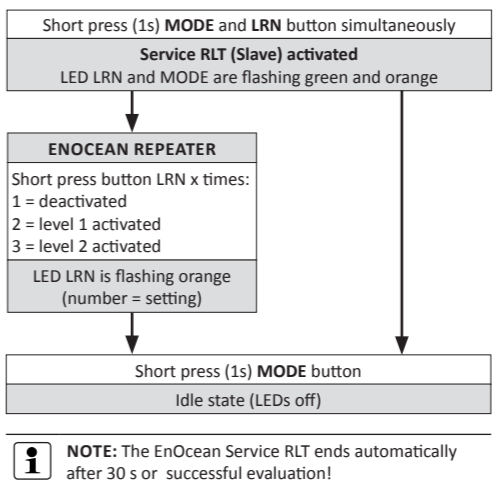 Short press (1s) MODE and LRN button simultaneously
Service RLT (Slave) activated
LED LRN and MODE are flashing green and orange
ENOCEAN REPEATER
Short press button LRN x times:
1 = deactivated
2 = level 1 activated
3 = level 2 activated
LED LRN is flashing orange
(number = setting)
Short press (1s) MODE button
Idle state (LEDs off)
i
NOTE: The EnOcean Service RLT ends automatically
after 30 s or successful evaluation!